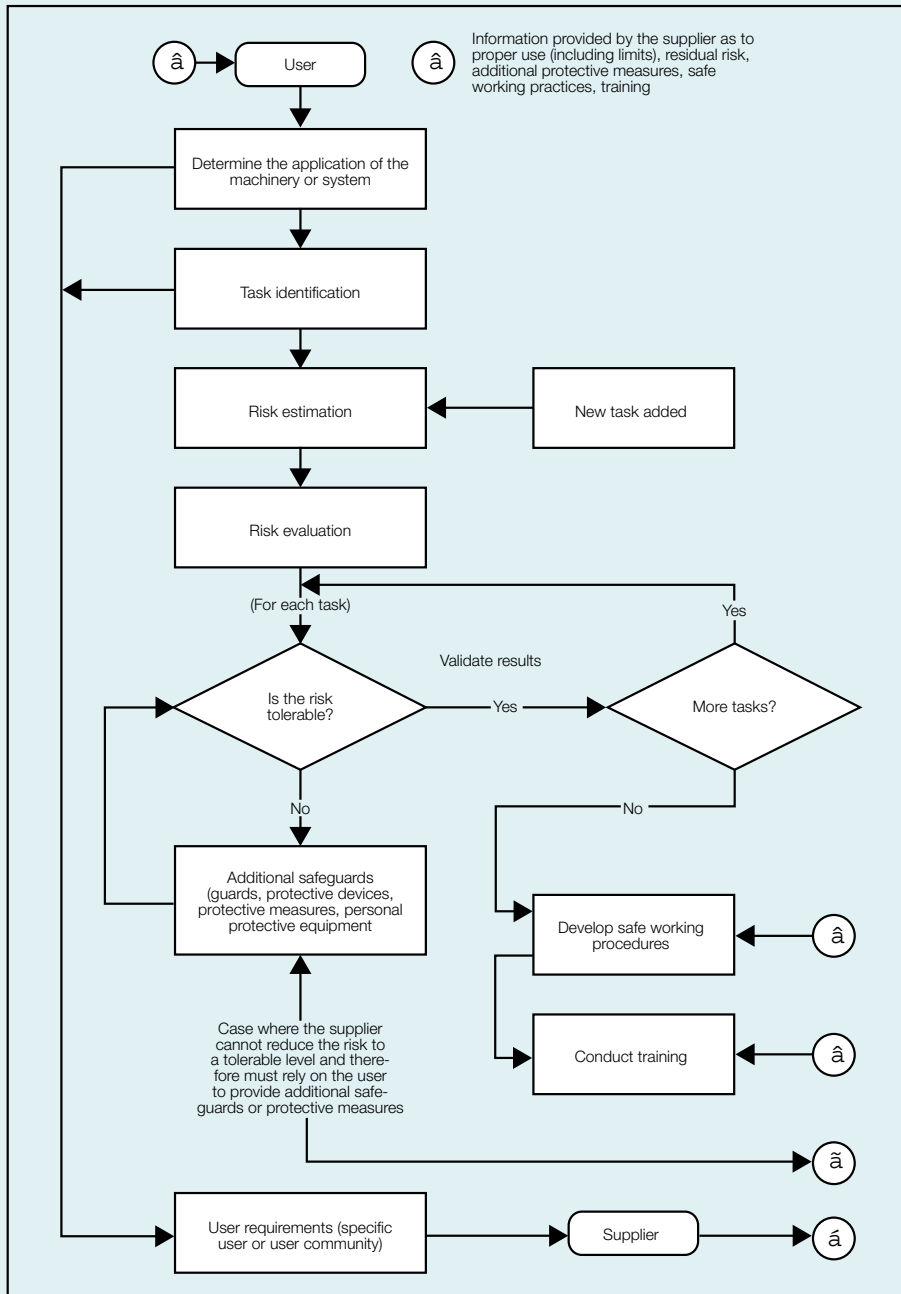 â
User
â
Information provided by the supplier as to
proper use (including limits), residual risk,
additional protective measures, safe
working practices, training
Determine the application of the
machinery or system
Task identification
Risk estimation
New task added
Risk evaluation
(For each task)
Yes
Validate results
Is the risk
tolerable?
Yes
More tasks?
No
No
Additional safeguards
(guards, protective devices,
protective measures, personal
protective equipment
Develop safe working
procedures
â
Case where the supplier
cannot reduce the risk to
a tolerable level and there-
fore must rely on the user
to provide additional safe-
guards or protective measures
Conduct training
â
ã
User requirements (specific
user or user community)
Supplier
á